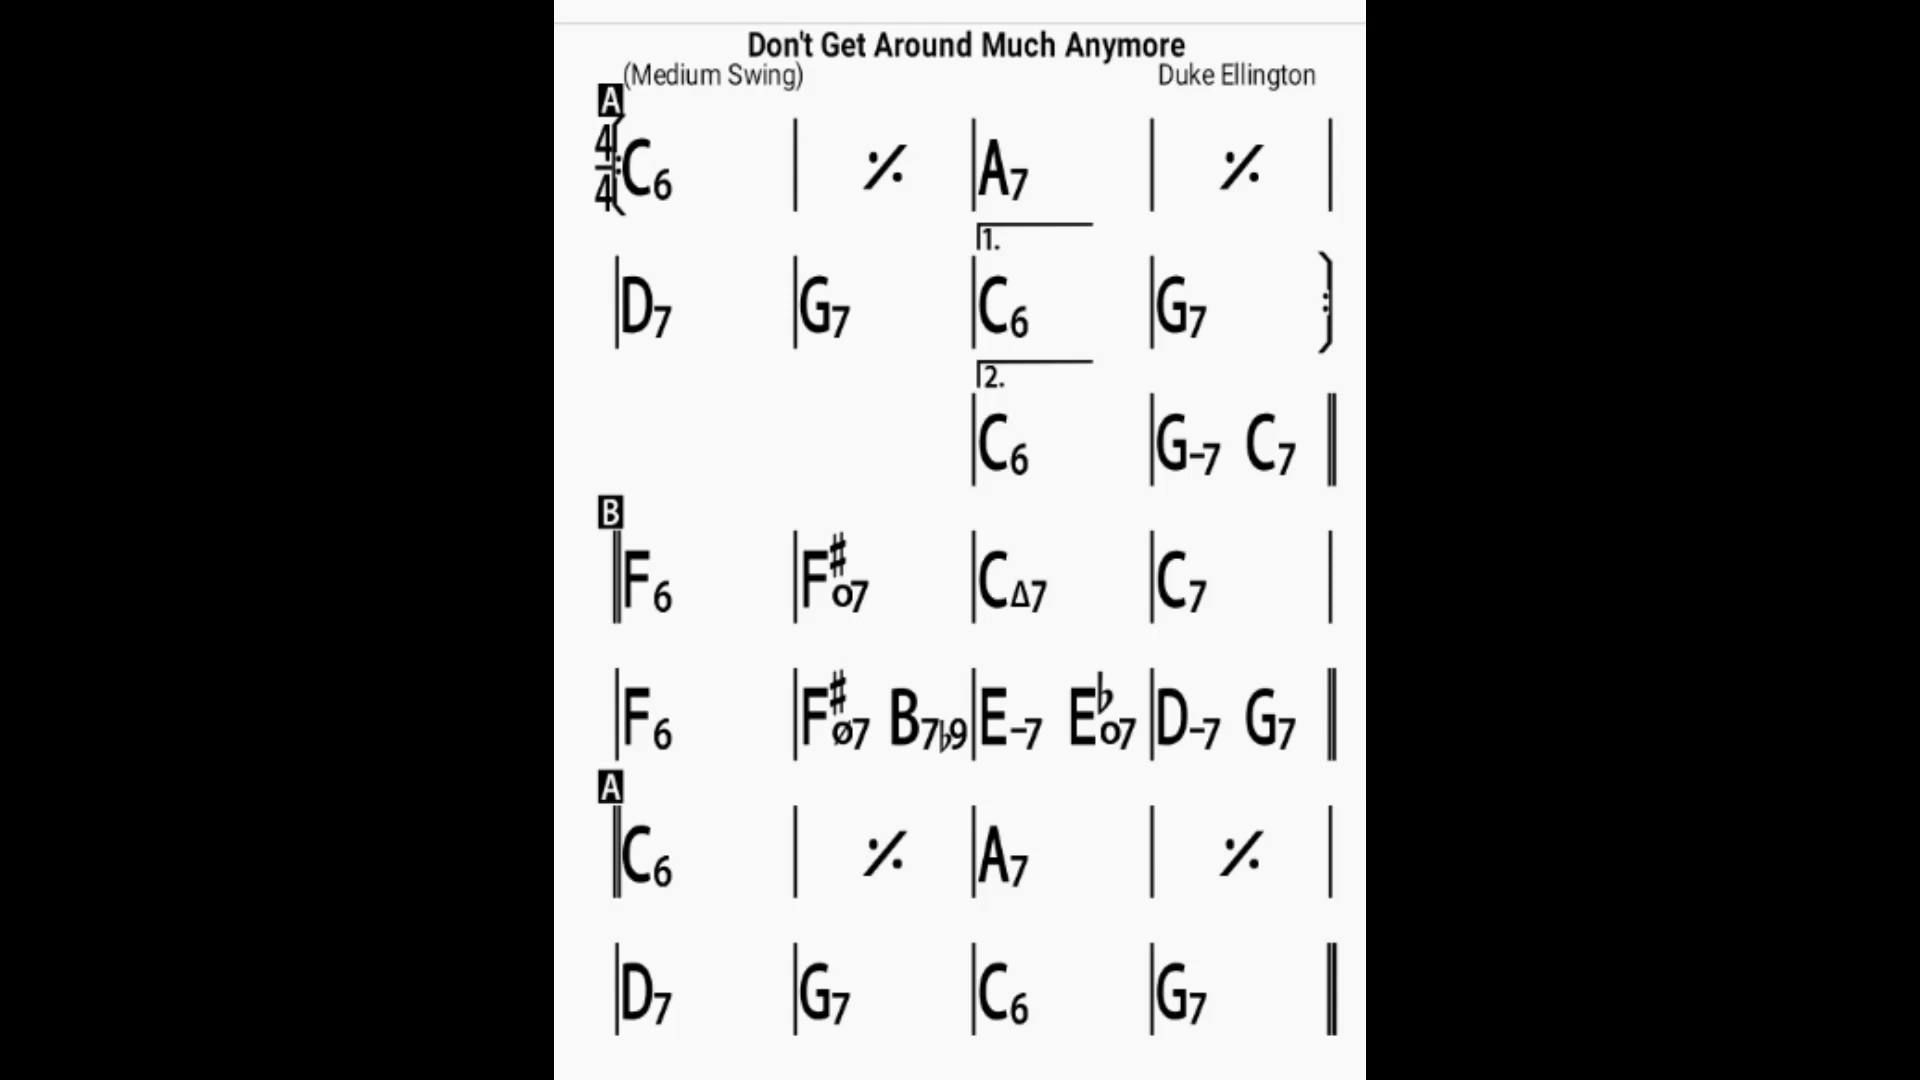 Don't Get Around Much Anymore
(Medium Swing) Duke Ellington
A
4/4 C6 | 𝄎 | A7 | 𝄎 |
1.
| D7 | G7 | C6 | G7 :|
2.
| C6 | G-7 C7 ||
B
|| F6 | F♯o7 | CΔ7 | C7 |
| F6 | F♯ø7 B7♭9 | E-7 E♭o7 | D-7 G7 ||
A
|| C6 | 𝄎 | A7 | 𝄎 |
| D7 | G7 | C6 | G7 ||